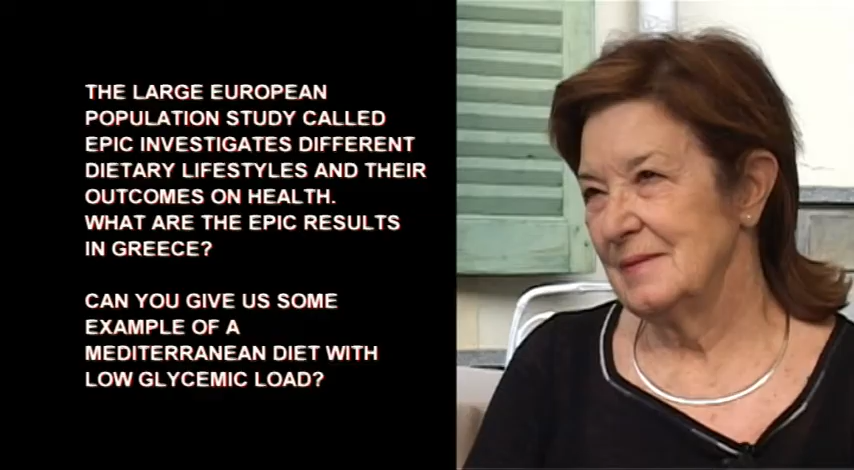 THE LARGE EUROPEAN
POPULATION STUDY CALLED
EPIC INVESTIGATES DIFFERENT
DIETARY LIFESTYLES AND THEIR
OUTCOMES ON HEALTH.
WHAT ARE THE EPIC RESULTS
IN GREECE?
CAN YOU GIVE US SOME
EXAMPLE OF A
MEDITERRANEAN DIET WITH
LOW GLYCEMIC LOAD?